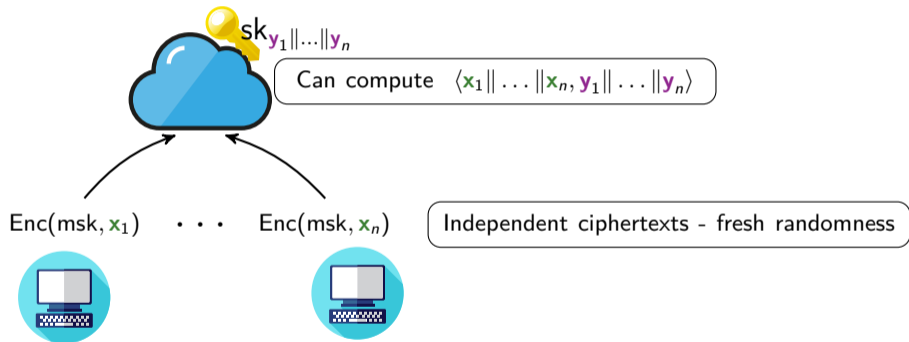 sk_{y_1‖...‖y_n}
Can compute ⟨x_1‖...‖x_n, y_1‖...‖y_n⟩
Enc(msk, x_1) · · · Enc(msk, x_n)
Independent ciphertexts - fresh randomness